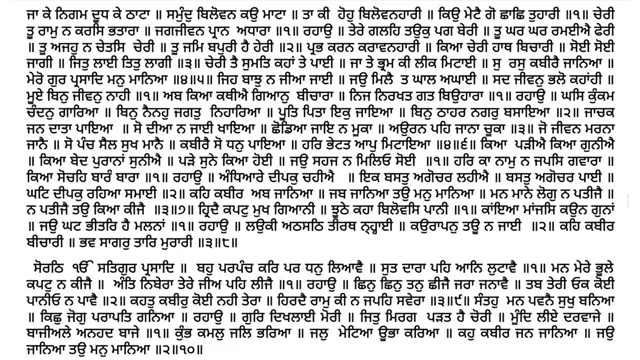 ਜਾ ਕੇ ਨਿਗਮ ਦੂਧ ਕੇ ਠਾਟਾ ॥ ਸਮੁੰਦੁ ਬਿਲੋਵਨ ਕਉ ਮਾਟਾ ॥ ਤਾ ਕੀ ਹੋਹੁ ਬਿਲੋਵਨਹਾਰੀ ॥ ਕਿਉ ਮੇਟੈ ਗੋ ਛਾਛਿ ਤੁਹਾਰੀ ॥੧॥ ਚੇਰੀ
ਤੂ ਰਾਮੁ ਨ ਕਰਸਿ ਭਤਾਰਾ ॥ ਜਗਜੀਵਨ ਪ੍ਰਾਨ ਅਧਾਰਾ ॥੧॥ ਰਹਾਉ ॥ ਤੇਰੇ ਗਲਹਿ ਤਉਕੁ ਪਗ ਬੇਰੀ ॥ ਤੂ ਘਰ ਘਰ ਰਮਈਐ ਫੇਰੀ
॥ ਤੂ ਅਜਹੁ ਨ ਚੇਤਸਿ ਚੇਰੀ ॥ ਤੂ ਜਮਿ ਬਪੁਰੀ ਹੈ ਹੇਰੀ ॥੨॥ ਪ੍ਰਭ ਕਰਨ ਕਰਾਵਨਹਾਰੀ ॥ ਕਿਆ ਚੇਰੀ ਹਾਥ ਬਿਚਾਰੀ ॥ ਸੋਈ ਸੋਈ
ਜਾਗੀ ॥ ਜਿਤੁ ਲਾਈ ਤਿਤੁ ਲਾਗੀ ॥੩॥ ਚੇਰੀ ਤੈ ਸੁਮਤਿ ਕਹਾਂ ਤੇ ਪਾਈ ॥ ਜਾ ਤੇ ਭ੍ਰਮ ਕੀ ਲੀਕ ਮਿਟਾਈ ॥ ਸੁ ਰਸੁ ਕਬੀਰੈ ਜਾਨਿਆ ॥
ਮੇਰੋ ਗੁਰ ਪ੍ਰਸਾਦਿ ਮਨੁ ਮਾਨਿਆ ॥੪॥੫॥ ਜਿਹ ਬਾਝੁ ਨ ਜੀਆ ਜਾਈ ॥ ਜਉ ਮਿਲੈ ਤ ਘਾਲ ਅਘਾਈ ॥ ਸਦ ਜੀਵਨੁ ਭਲੋ ਕਹਾਂਹੀ ॥
ਮੂਏ ਬਿਨੁ ਜੀਵਨੁ ਨਾਹੀ ॥੧॥ ਅਬ ਕਿਆ ਕਥੀਐ ਗਿਆਨੁ ਬੀਚਾਰਾ ॥ ਨਿਜ ਨਿਰਖਤ ਗਤ ਬਿਉਹਾਰਾ ॥੧॥ ਰਹਾਉ ॥ ਘਸਿ ਕੁੰਕਮ
ਚੰਦਨੁ ਗਾਰਿਆ ॥ ਬਿਨੁ ਨੈਨਹੁ ਜਗਤੁ ਨਿਹਾਰਿਆ ॥ ਪੂਤਿ ਪਿਤਾ ਇਕੁ ਜਾਇਆ ॥ ਬਿਨੁ ਠਾਹਰ ਨਗਰੁ ਬਸਾਇਆ ॥੨॥ ਜਾਚਕ
ਜਨ ਦਾਤਾ ਪਾਇਆ ॥ ਸੋ ਦੀਆ ਨ ਜਾਈ ਖਾਇਆ ॥ ਛੋਡਿਆ ਜਾਇ ਨ ਮੂਕਾ ॥ ਅਉਰਨ ਪਹਿ ਜਾਨਾ ਚੂਕਾ ॥੩॥ ਜੋ ਜੀਵਨ ਮਰਨਾ
ਜਾਨੈ ॥ ਸੋ ਪੰਚ ਸੈਲ ਸੁਖ ਮਾਨੈ ॥ ਕਬੀਰੈ ਸੋ ਧਨੁ ਪਾਇਆ ॥ ਹਰਿ ਭੇਟਤ ਆਪੁ ਮਿਟਾਇਆ ॥੪॥੬॥ ਕਿਆ ਪੜੀਐ ਕਿਆ ਗੁਨੀਐ
॥ ਕਿਆ ਬੇਦ ਪੁਰਾਨਾਂ ਸੁਨੀਐ ॥ ਪੜੇ ਸੁਨੇ ਕਿਆ ਹੋਈ ॥ ਜਉ ਸਹਜ ਨ ਮਿਲਿਓ ਸੋਈ ॥੧॥ ਹਰਿ ਕਾ ਨਾਮੁ ਨ ਜਪਸਿ ਗਵਾਰਾ ॥
ਕਿਆ ਸੋਚਹਿ ਬਾਰੰ ਬਾਰਾ ॥੧॥ ਰਹਾਉ ॥ ਅੰਧਿਆਰੇ ਦੀਪਕੁ ਚਹੀਐ ॥ ਇਕ ਬਸਤੁ ਅਗੋਚਰ ਲਹੀਐ ॥ ਬਸਤੁ ਅਗੋਚਰ ਪਾਈ ॥
ਘਟਿ ਦੀਪਕੁ ਰਹਿਆ ਸਮਾਈ ॥੨॥ ਕਹਿ ਕਬੀਰ ਅਬ ਜਾਨਿਆ ॥ ਜਬ ਜਾਨਿਆ ਤਉ ਮਨੁ ਮਾਨਿਆ ॥ ਮਨ ਮਾਨੇ ਲੋਗੁ ਨ ਪਤੀਜੈ ॥
ਨ ਪਤੀਜੈ ਤਉ ਕਿਆ ਕੀਜੈ ॥੩॥੭॥ ਹ੍ਰਿਦੈ ਕਪਟੁ ਮੁਖ ਗਿਆਨੀ ॥ ਝੂਠੇ ਕਹਾ ਬਿਲੋਵਸਿ ਪਾਨੀ ॥੧॥ ਕਾਂਇਆ ਮਾਂਜਸਿ ਕਉਨ ਗੁਨਾਂ
॥ ਜਉ ਘਟ ਭੀਤਰਿ ਹੈ ਮਲਨਾਂ ॥੧॥ ਰਹਾਉ ॥ ਲਉਕੀ ਅਠਸਠਿ ਤੀਰਥ ਨ੍ਹ੍ਹਾਈ ॥ ਕਉਰਾਪਨੁ ਤਊ ਨ ਜਾਈ ॥੨॥ ਕਹਿ ਕਬੀਰ
ਬੀਚਾਰੀ ॥ ਭਵ ਸਾਗਰੁ ਤਾਰਿ ਮੁਰਾਰੀ ॥੩॥੮॥
ਸੋਰਠਿ ੴ ਸਤਿਗੁਰ ਪ੍ਰਸਾਦਿ ॥ ਬਹੁ ਪਰਪੰਚ ਕਰਿ ਪਰ ਧਨੁ ਲਿਆਵੈ ॥ ਸੁਤ ਦਾਰਾ ਪਹਿ ਆਨਿ ਲੁਟਾਵੈ ॥੧॥ ਮਨ ਮੇਰੇ ਭੂਲੇ
ਕਪਟੁ ਨ ਕੀਜੈ ॥ ਅੰਤਿ ਨਿਬੇਰਾ ਤੇਰੇ ਜੀਅ ਪਹਿ ਲੀਜੈ ॥੧॥ ਰਹਾਉ ॥ ਛਿਨੁ ਛਿਨੁ ਤਨੁ ਛੀਜੈ ਜਰਾ ਜਨਾਵੈ ॥ ਤਬ ਤੇਰੀ ਓਕ ਕੋਈ
ਪਾਨੀਓ ਨ ਪਾਵੈ ॥੨॥ ਕਹਤੁ ਕਬੀਰੁ ਕੋਈ ਨਹੀ ਤੇਰਾ ॥ ਹਿਰਦੈ ਰਾਮੁ ਕੀ ਨ ਜਪਹਿ ਸਵੇਰਾ ॥੩॥੯॥ ਸੰਤਹੁ ਮਨ ਪਵਨੈ ਸੁਖੁ ਬਨਿਆ
॥ ਕਿਛੁ ਜੋਗੁ ਪਰਾਪਤਿ ਗਨਿਆ ॥ ਰਹਾਉ ॥ ਗੁਰਿ ਦਿਖਲਾਈ ਮੋਰੀ ॥ ਜਿਤੁ ਮਿਰਗ ਪੜਤ ਹੈ ਚੋਰੀ ॥ ਮੂੰਦਿ ਲੀਏ ਦਰਵਾਜੇ ॥
ਬਾਜੀਅਲੇ ਅਨਹਦ ਬਾਜੇ ॥੧॥ ਕੁੰਭ ਕਮਲੁ ਜਲਿ ਭਰਿਆ ॥ ਜਲੁ ਮੇਟਿਆ ਊਭਾ ਕਰਿਆ ॥ ਕਹੁ ਕਬੀਰ ਜਨ ਜਾਨਿਆ ॥ ਜਉ
ਜਾਨਿਆ ਤਉ ਮਨੁ ਮਾਨਿਆ ॥੨॥੧੦॥